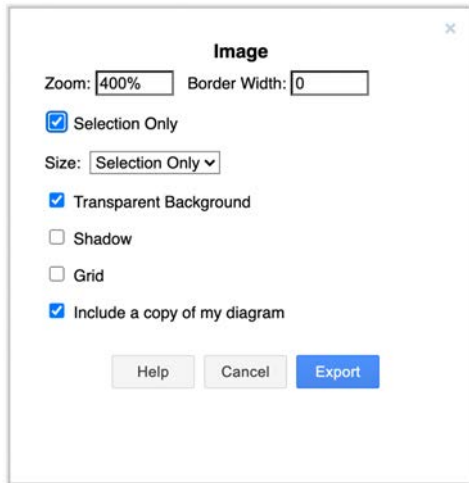 ×
Image
Zoom: 400% Border Width: 0
Selection Only
Size: Selection Only
Transparent Background
Shadow
Grid
Include a copy of my diagram
Help Cancel Export